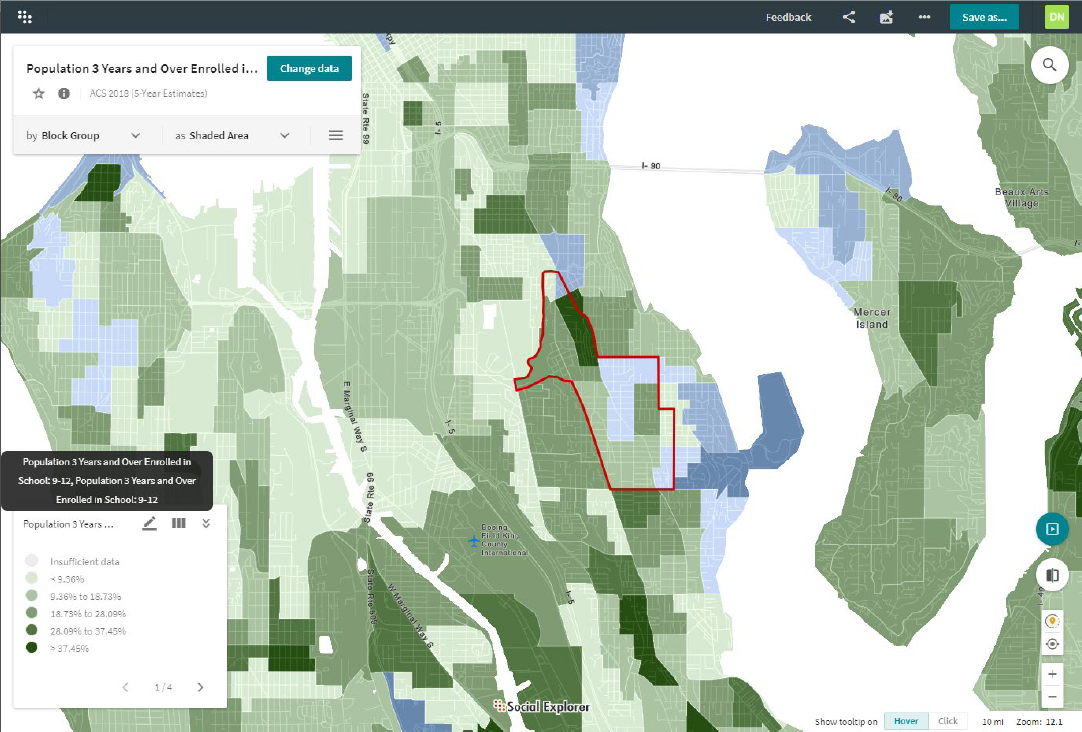 Feedback
Save as...
DN
Population 3 Years and Over Enrolled i...
Change data
ACS 2018 (5-Year Estimates)
by Block Group
as Shaded Area
State Rte 99
I- 5
I- 90
I- 90
Beaux Arts
Village
Mercer
Island
E Marginal Way S
I- 5
State Rte 99
Population 3 Years and Over Enrolled in
School: 9-12, Population 3 Years and Over
Enrolled in School: 9-12
Population 3 Years ...
Insufficient data
< 9.36%
9.36% to 18.73%
18.73% to 28.09%
28.09% to 37.45%
> 37.45%
1 / 4
Boeing
Field King
County
International
W Marginal Way S
I- 5
Social Explorer
Show tooltip on
Hover
Click
10 mi
Zoom: 12.1